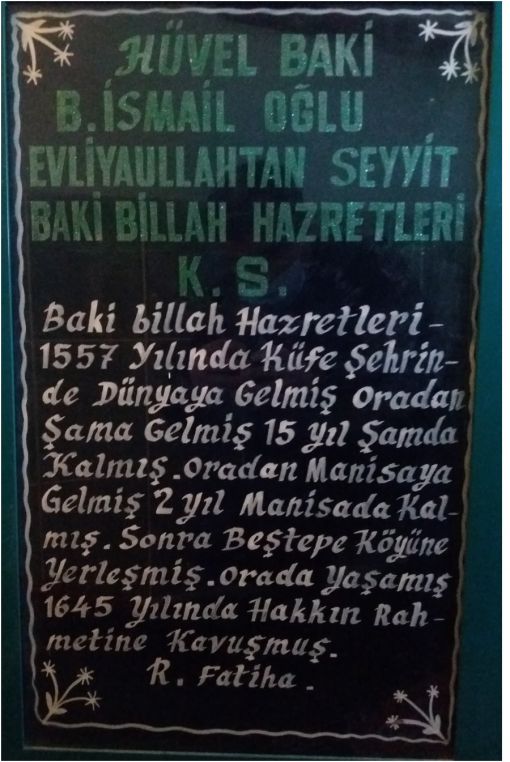 HÜVEL BAKİ
B.İSMAİL OĞLU
EVLİYAULLAHTAN SEYYİT
BAKİ BİLLAH HAZRETLERİ
K. S.
Baki billah Hazretleri-
1557 Yılında Küfe Şehrin-
de Dünyaya Gelmiş Oradan
Şama Gelmiş 15 yıl Şamda
Kalmış. Oradan Manisaya
Gelmiş 2 yıl Manisada Kal-
mış. Sonra Beştepe Köyüne
Yerleşmiş. Orada Yaşamış
1645 Yılında Hakkın Rah-
metine Kavuşmuş.
R. Fatiha.